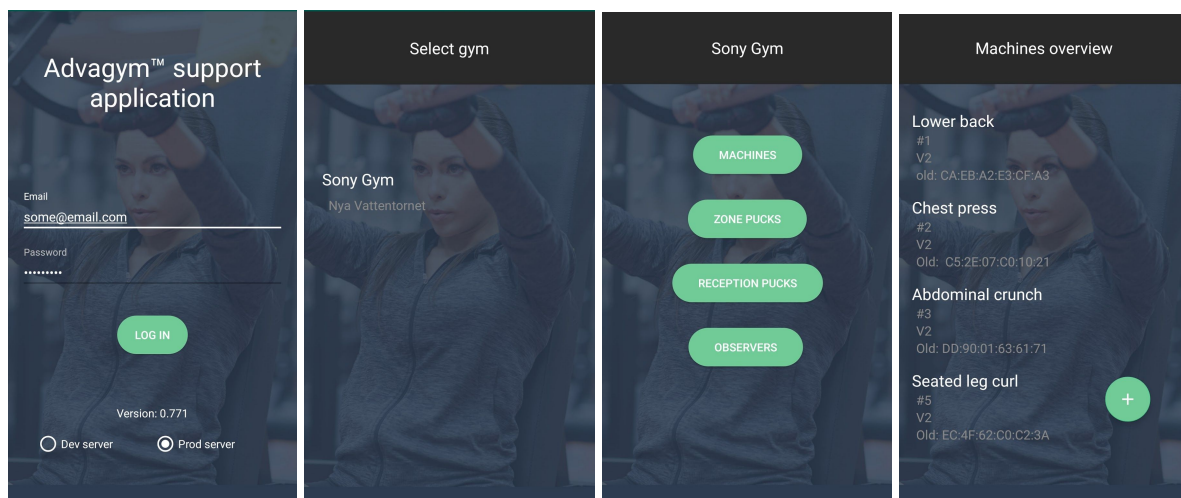 Advagym™ support
application
Email
some@email.com
Password
•••••••••
LOG IN
Version: 0.771
Dev server
Prod server
Select gym
Sony Gym
Nya Vattentornet
Sony Gym
MACHINES
ZONE PUCKS
RECEPTION PUCKS
OBSERVERS
Machines overview
Lower back
#1
V2
old: CA:EB:A2:E3:CF:A3
Chest press
#2
V2
Old:  C5:2E:07:C0:10:21
Abdominal crunch
#3
V2
Old: DD:90:01:63:61:71
Seated leg curl
#5
V2
Old: EC:4F:62:C0:C2:3A
+